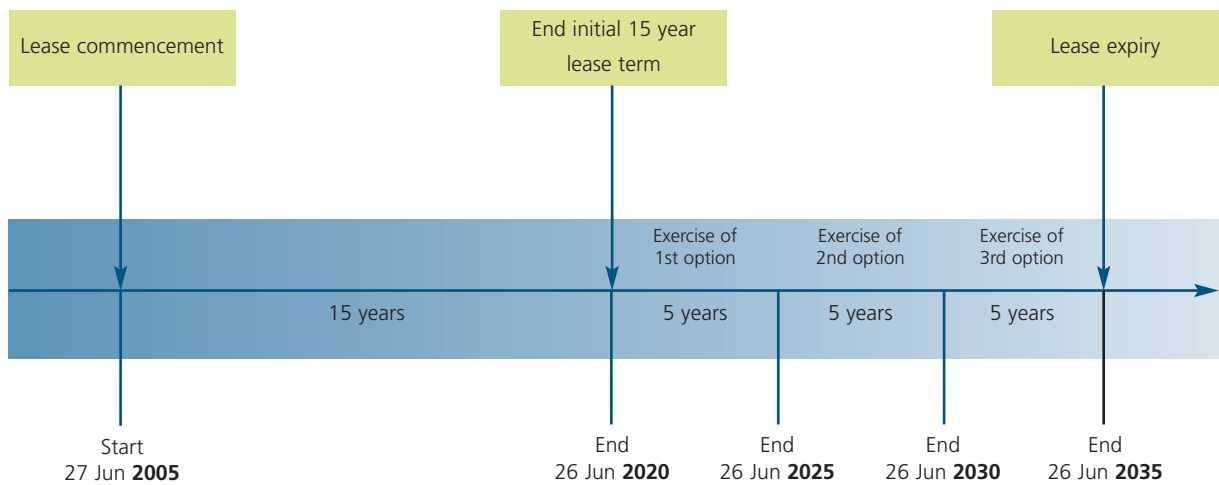 Lease commencement
End initial 15 year
lease term
Lease expiry
Exercise of
1st option
Exercise of
2nd option
Exercise of
3rd option
15 years
5 years
5 years
5 years
Start
27 Jun 2005
End
26 Jun 2020
End
26 Jun 2025
End
26 Jun 2030
End
26 Jun 2035